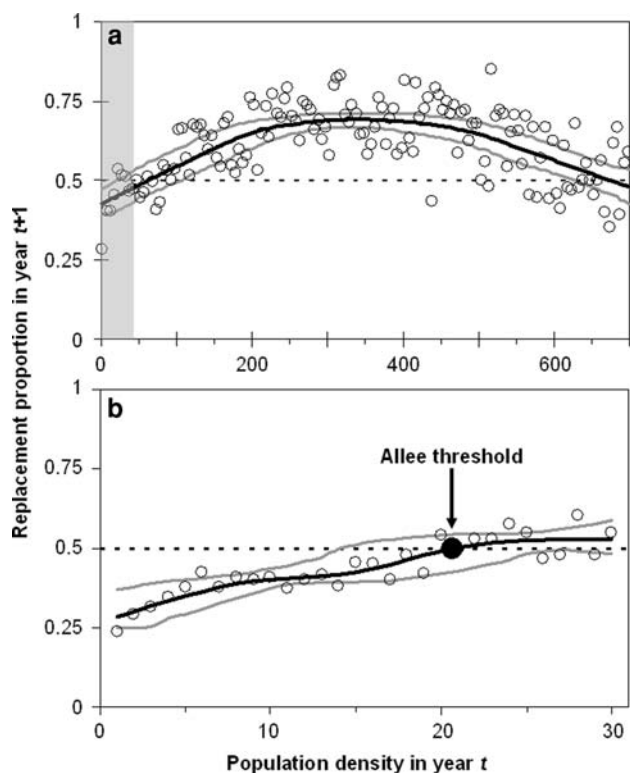 Replacement proportion in year t+1
a
1
0.75
0.5
0.25
0
0 200 400 600
b
1
Allee threshold
0.75
0.5
0.25
0
0 10 20 30
Population density in year t